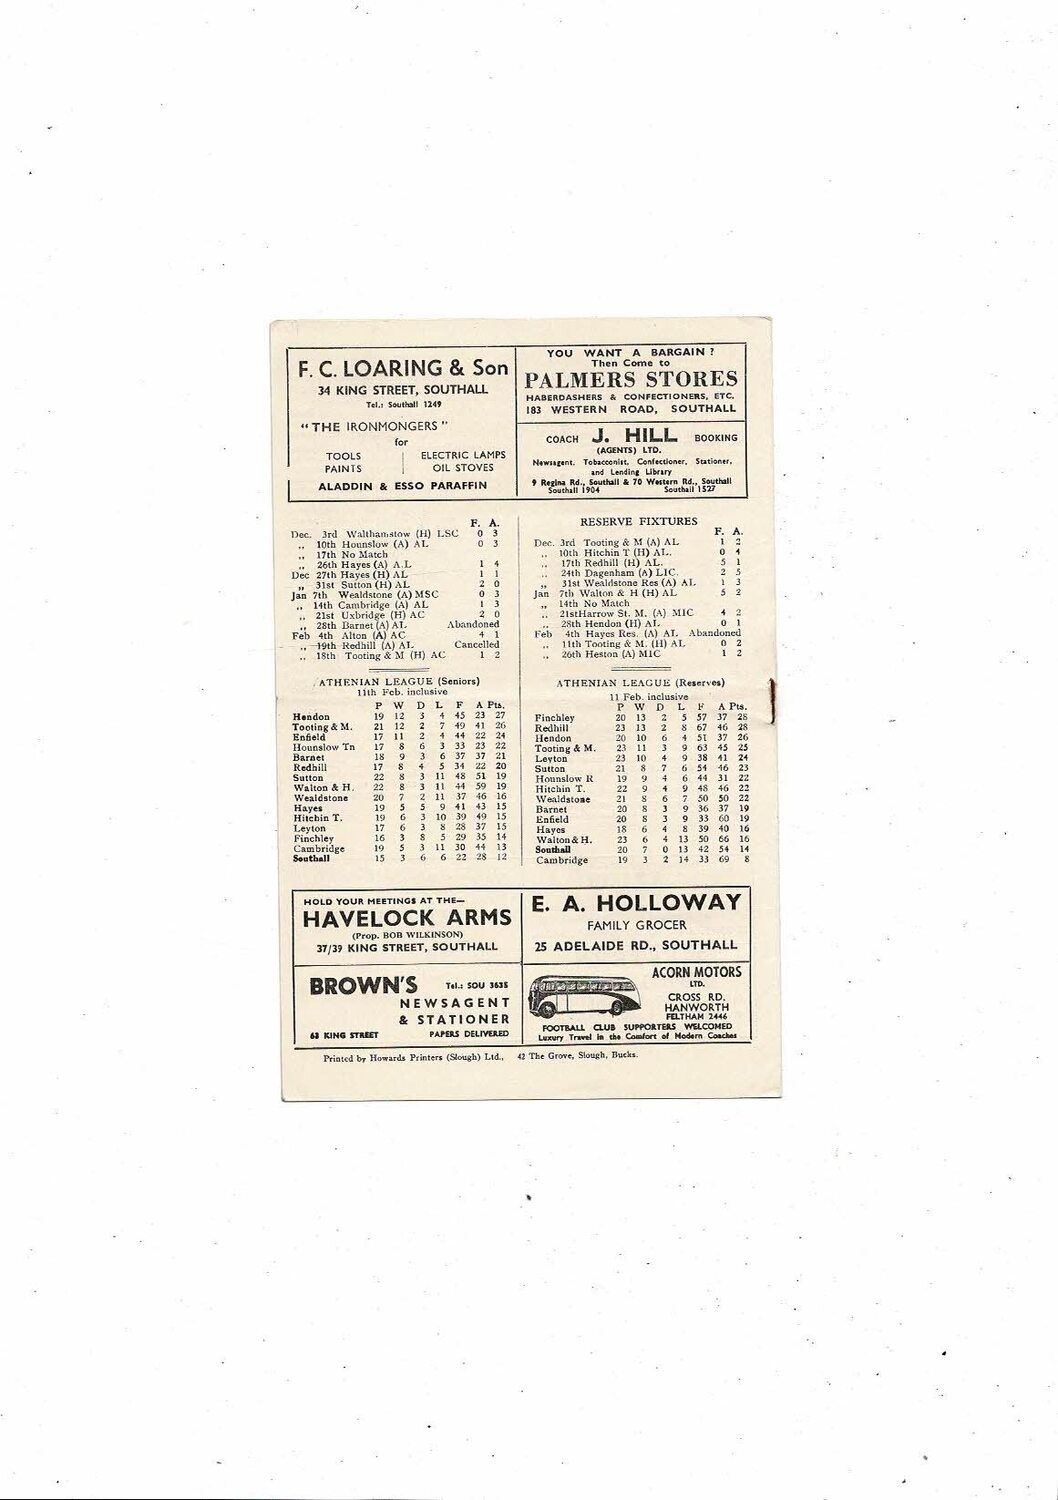 F. C. LOARING & Son
34 KING STREET, SOUTHALL
Tel.: Southall 1249
"THE IRONMONGERS"
for
TOOLS ELECTRIC LAMPS
PAINTS OIL STOVES
ALADDIN & ESSO PARAFFIN
YOU WANT A BARGAIN?
Then Come to
PALMERS STORES
HABERDASHERS & CONFECTIONERS, ETC.
183 WESTERN ROAD, SOUTHALL
COACH J. HILL BOOKING
(AGENTS) LTD.
Newsagent, Tobacconist, Confectioner, Stationer,
and Lending Library
9 Regina Rd., Southall & 70 Western Rd., Southall
Southall 1904 Southall 1527
F. A.
Dec. 3rd Walthamstow (H) LSC 0 3
,, 10th Hounslow (A) AL 0 3
,, 17th No Match
,, 26th Hayes (A) A.L 1 4
Dec 27th Hayes (H) AL 1 1
,, 31st Sutton (H) AL 2 0
Jan 7th Wealdstone (A) MSC 0 3
,, 14th Cambridge (A) AL 1 3
,, 21st Uxbridge (H) AC 2 0
,, 28th Barnet (A) AL Abandoned
Feb 4th Alton (A) AC 4 1
,, 19th Redhill (A) AL Cancelled
,, 18th Tooting & M (H) AC 1 2
RESERVE FIXTURES
F. A.
Dec. 3rd Tooting & M (A) AL 1 2
,, 10th Hitchin T (H) AL. 0 4
,, 17th Redhill (H) AL. 5 1
,, 24th Dagenham (A) LIC. 2 5
,, 31st Wealdstone Res (A) AL 1 3
Jan 7th Walton & H (H) AL 5 2
,, 14th No Match
,, 21st Harrow St. M. (A) MIC 4 2
,, 28th Hendon (H) AL 0 1
Feb 4th Hayes Res. (A) AL Abandoned
,, 11th Tooting & M. (H) AL 0 2
,, 26th Heston (A) MIC 1 2
ATHENIAN LEAGUE (Seniors)
11th Feb. inclusive
P W D L F A Pts.
Hendon 19 12 3 4 45 23 27
Tooting & M. 21 12 2 7 49 41 26
Enfield 17 11 2 4 44 22 24
Hounslow Tn 17 8 6 3 33 23 22
Barnet 18 9 3 6 37 37 21
Redhill 17 8 4 5 34 22 20
Sutton 22 8 3 11 48 51 19
Walton & H. 22 8 3 11 44 59 19
Wealdstone 20 7 2 11 37 46 16
Hayes 19 5 5 9 41 43 15
Hitchin T. 19 6 3 10 39 49 15
Leyton 17 6 3 8 28 37 15
Finchley 16 3 8 5 29 35 14
Cambridge 19 5 3 11 30 44 13
Southall 15 3 6 6 22 28 12
ATHENIAN LEAGUE (Reserves)
11 Feb. inclusive
P W D L F A Pts.
Finchley 20 13 2 5 57 37 28
Redhill 23 13 2 8 67 46 28
Hendon 20 10 6 4 51 37 26
Tooting & M. 23 11 3 9 63 45 25
Leyton 23 10 4 9 38 41 24
Sutton 21 8 7 6 54 46 23
Hounslow R 19 9 4 6 44 31 22
Hitchin T. 22 9 4 9 48 46 22
Wealdstone 21 8 6 7 50 50 22
Barnet 20 8 3 9 36 37 19
Enfield 20 8 3 9 33 60 19
Hayes 18 6 4 8 39 40 16
Walton & H. 23 6 4 13 50 66 16
Southall 20 7 0 13 42 54 14
Cambridge 19 3 2 14 33 69 8
HOLD YOUR MEETINGS AT THE—
HAVELOCK ARMS
(Prop. BOB WILKINSON)
37/39 KING STREET, SOUTHALL
E. A. HOLLOWAY
FAMILY GROCER
25 ADELAIDE RD., SOUTHALL
BROWN'S Tel.: SOU 3635
NEWSAGENT
& STATIONER
63 KING STREET PAPERS DELIVERED
ACORN MOTORS
LTD.
CROSS RD.
HANWORTH
FELTHAM 2446
FOOTBALL CLUB SUPPORTERS WELCOMED
Luxury Travel in the Comfort of Modern Coaches
Printed by Howards Printers (Slough) Ltd., 42 The Grove, Slough, Bucks.